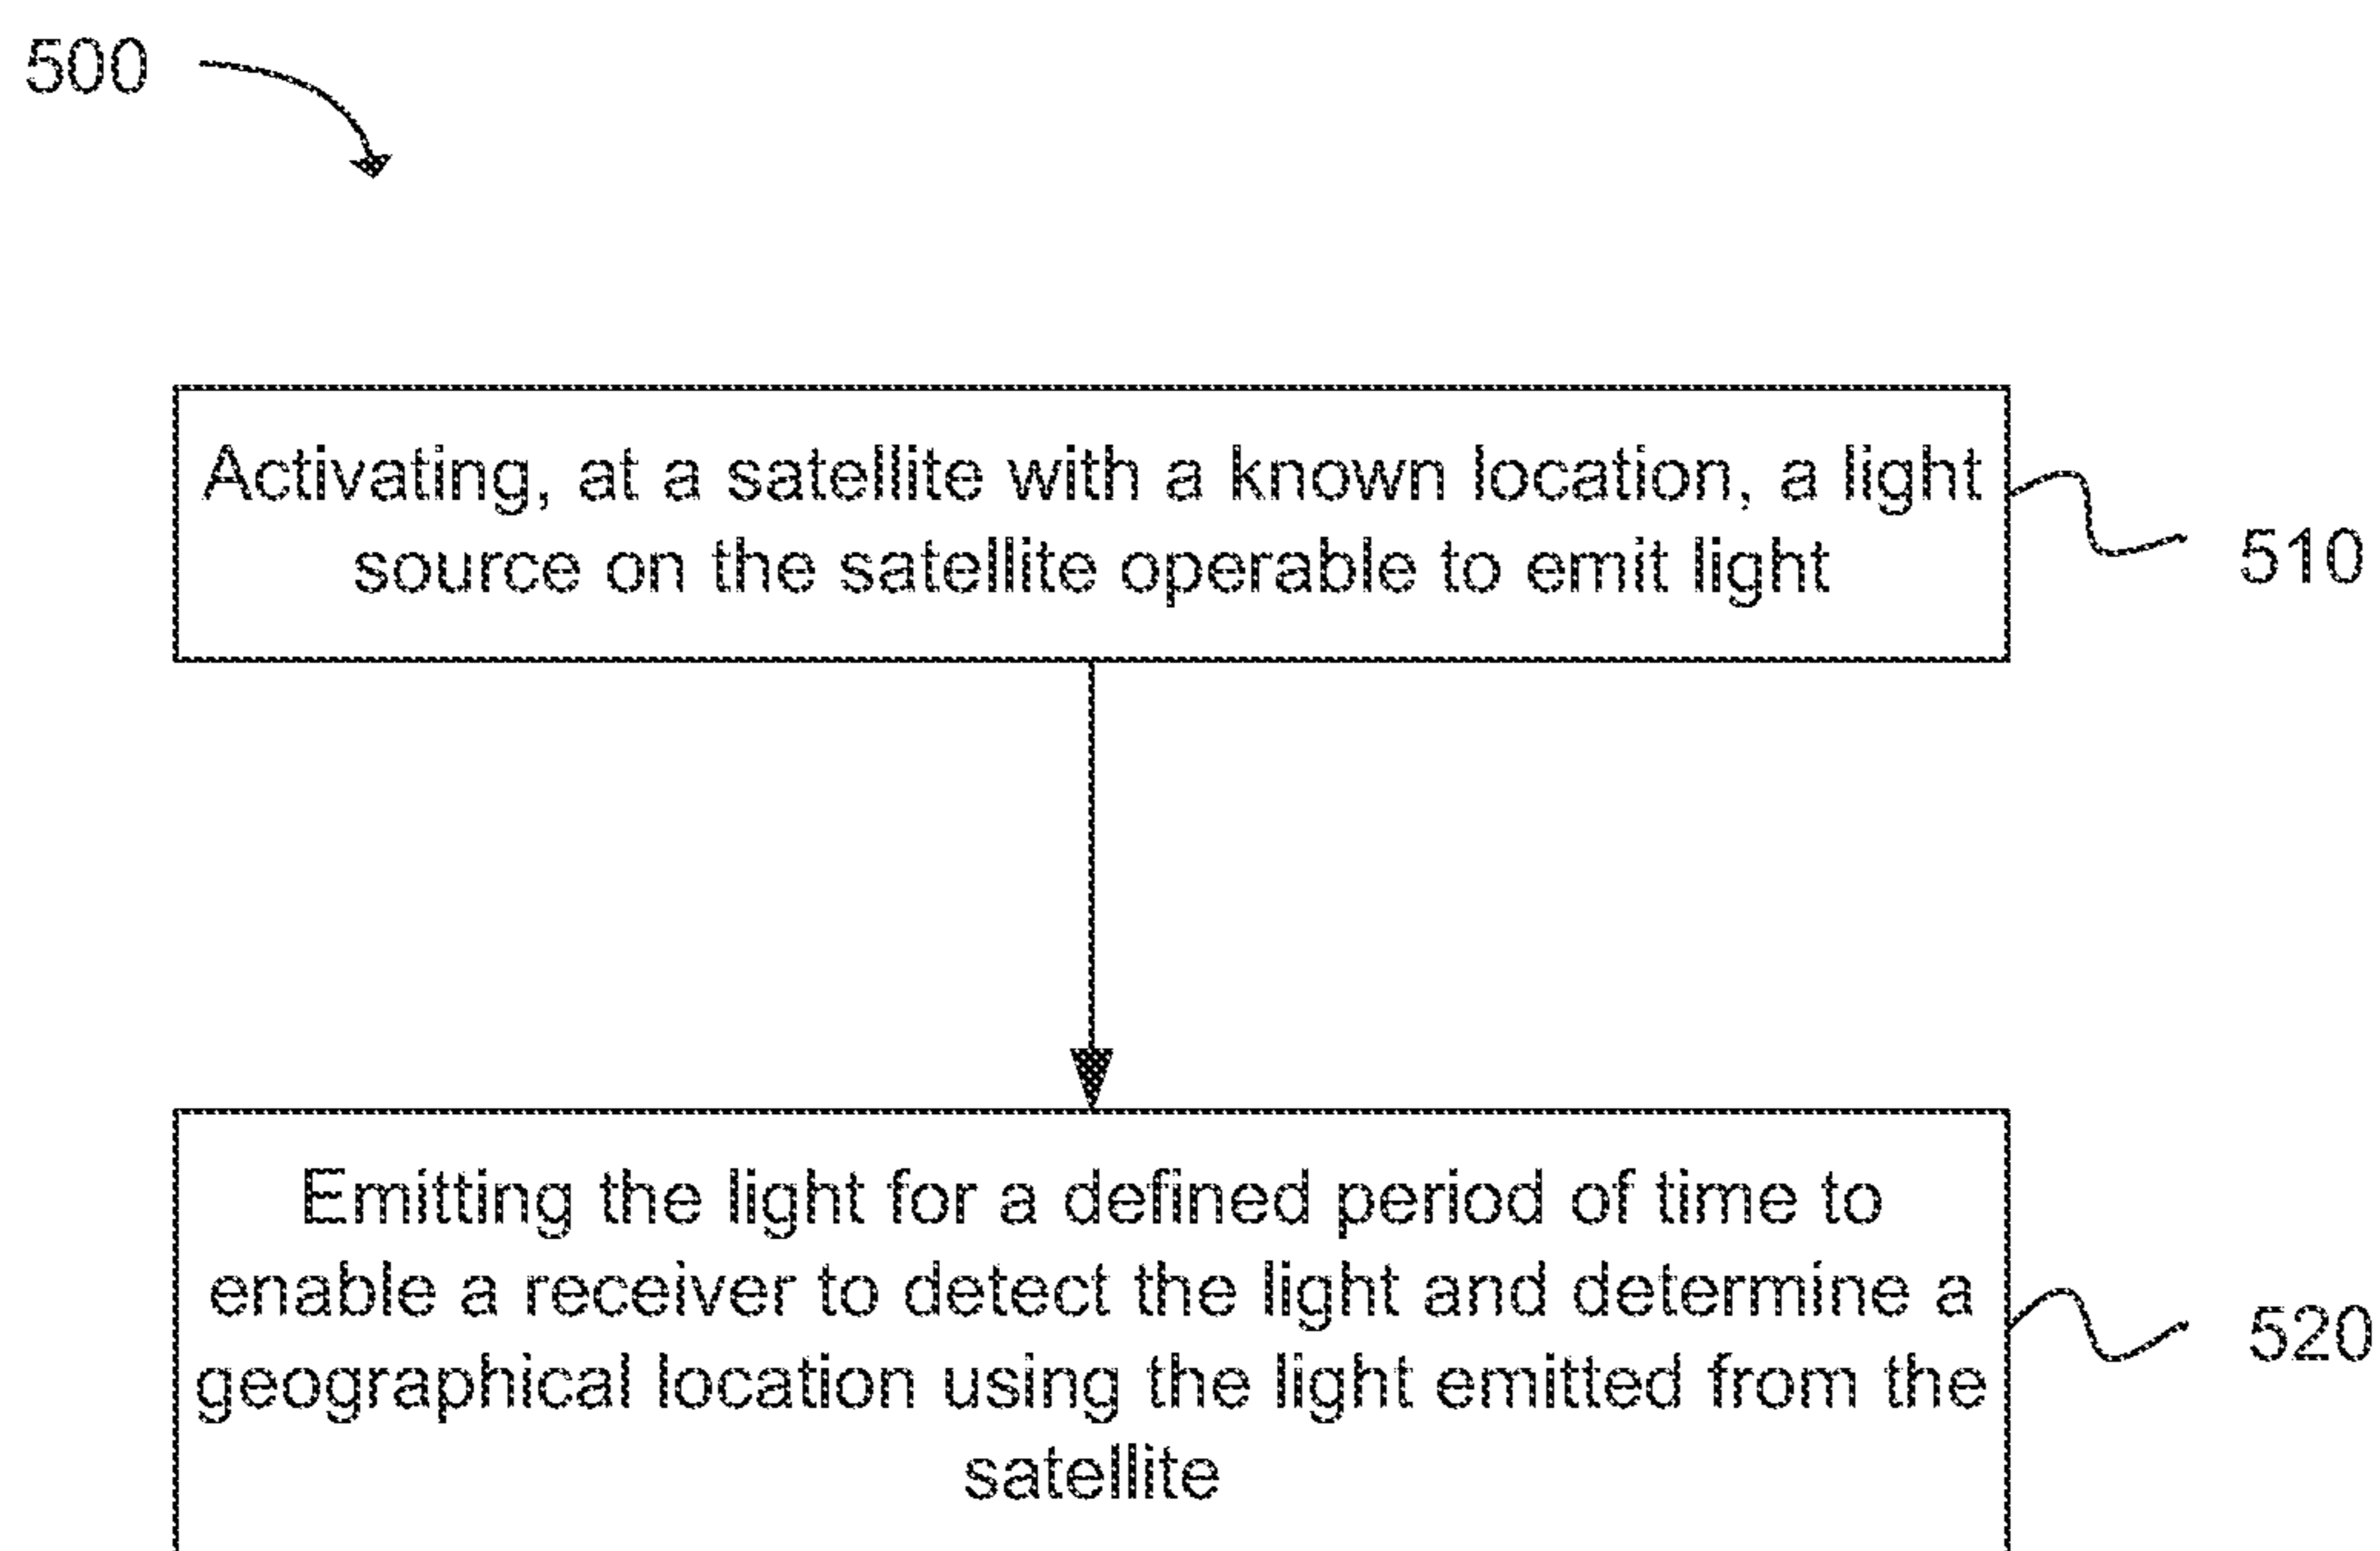 500
Activating, at a satellite with a known location, a light
source on the satellite operable to emit light
510
Emitting the light for a defined period of time to
enable a receiver to detect the light and determine a
geographical location using the light emitted from the
satellite
520